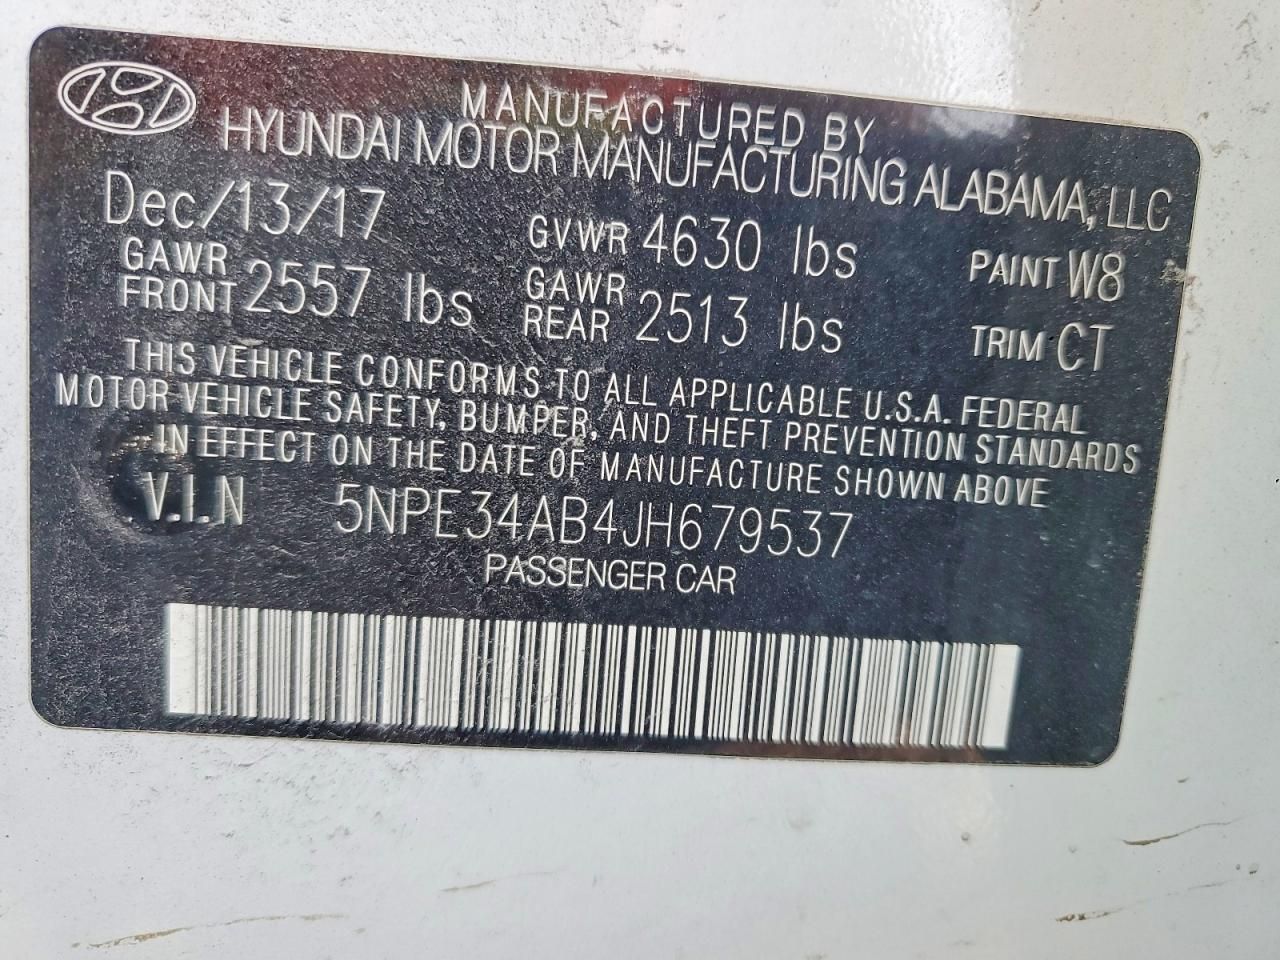 MANUFACTURED BY
HYUNDAI MOTOR MANUFACTURING ALABAMA, LLC
Dec/13/17 GVWR 4630 lbs PAINT W8
GAWR FRONT 2557 lbs GAWR REAR 2513 lbs TRIM CT
THIS VEHICLE CONFORMS TO ALL APPLICABLE U.S.A. FEDERAL
MOTOR VEHICLE SAFETY, BUMPER, AND THEFT PREVENTION STANDARDS
IN EFFECT ON THE DATE OF MANUFACTURE SHOWN ABOVE
V.I.N 5NPE34AB4JH679537
PASSENGER CAR